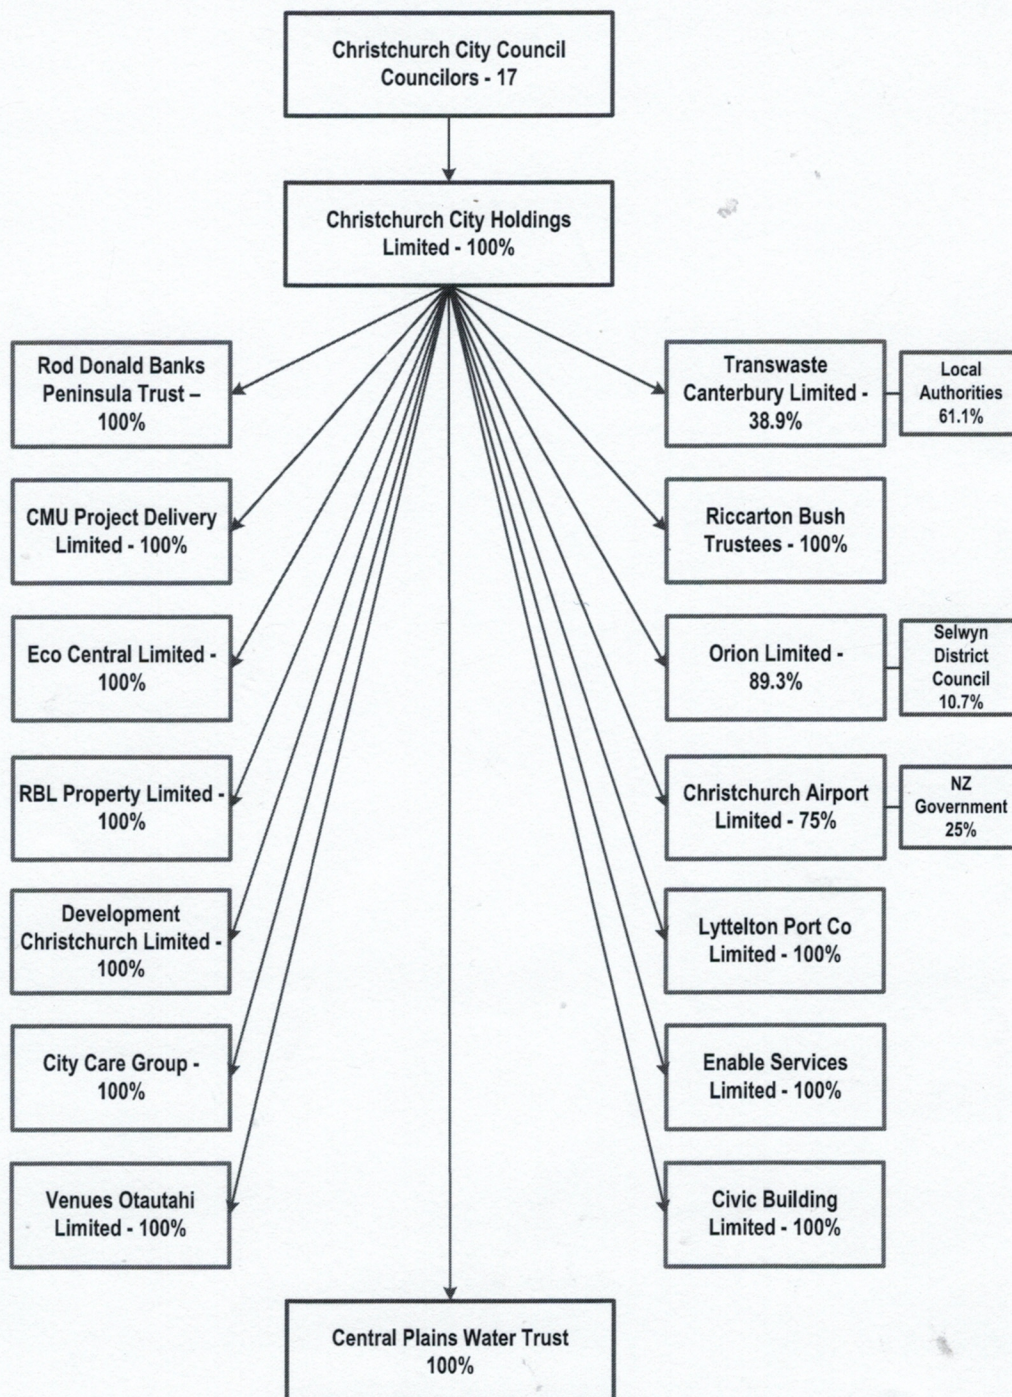 Christchurch City Council
Councilors - 17
Christchurch City Holdings
Limited - 100%
Rod Donald Banks
Peninsula Trust –
100%
Transwaste
Canterbury Limited -
38.9%
Local
Authorities
61.1%
CMU Project Delivery
Limited - 100%
Riccarton Bush
Trustees - 100%
Eco Central Limited -
100%
Orion Limited -
89.3%
Selwyn
District
Council
10.7%
RBL Property Limited -
100%
Christchurch Airport
Limited - 75%
NZ
Government
25%
Development
Christchurch Limited -
100%
Lyttelton Port Co
Limited - 100%
City Care Group -
100%
Enable Services
Limited - 100%
Venues Otautahi
Limited - 100%
Civic Building
Limited - 100%
Central Plains Water Trust
100%